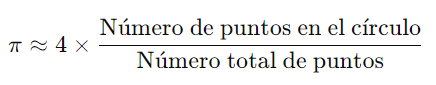 π ≈ 4 × Número de puntos en el círculo
Número total de puntos